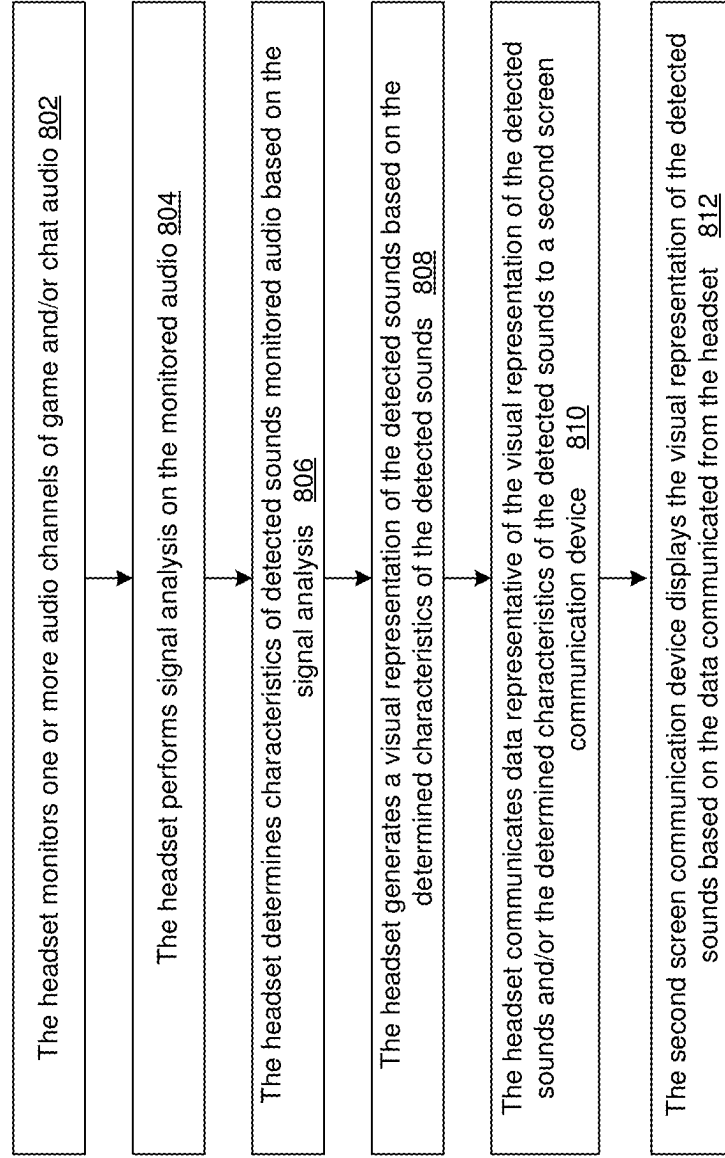 The headset monitors one or more audio channels of game and/or chat audio 802
The headset performs signal analysis on the monitored audio 804
The headset determines characteristics of detected sounds monitored audio based on the
signal analysis 806
The headset generates a visual representation of the detected sounds based on the
determined characteristics of the detected sounds 808
The headset communicates data representative of the visual representation of the detected
sounds and/or the determined characteristics of the detected sounds to a second screen
communication device 810
The second screen communication device displays the visual representation of the detected
sounds based on the data communicated from the headset 812